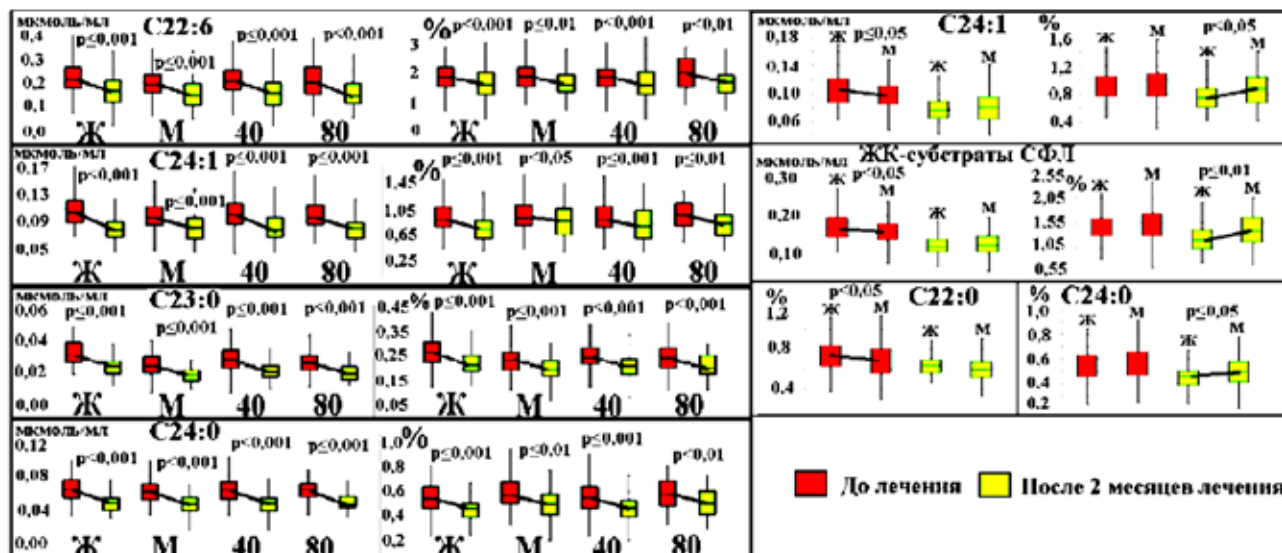 мкмоль/мл С22:6 %
0,4 p≤0,001 p≤0,001 p<0,001 3 p<0,001 p≤0,01 p<0,001 p<0,01
0,3 p≤0,001
0,2 2
0,1 1
0,0 0
Ж М 40 80 Ж М 40 80
мкмоль/мл С24:1 %
0,17 p<0,001 p≤0,001 p≤0,001 p≤0,001 p<0,05 p≤0,001 p≤0,01
0,13 p≤0,001 1,45
0,09 1,05
0,65
0,05 0,25
Ж М 40 80 Ж М 40 80
мкмоль/мл С23:0 %
0,06 p≤0,001 p≤0,001 p≤0,001 p<0,001 0,45 p≤0,001 p≤0,001 p<0,001 p<0,001
0,04 0,35
0,25
0,02 0,15
0,00 0,05
Ж М 40 80 Ж М 40 80
мкмоль/мл С24:0 %
0,12 p<0,001 p<0,001 p<0,001 p≤0,001 1,0 p≤0,001 p≤0,01 p≤0,001 p<0,01
0,08 0,8
0,6
0,04 0,4
0,00 0,2
Ж М 40 80 Ж М 40 80
мкмоль/мл С24:1 %
0,18 Ж p≤0,05 М Ж М 1,6 Ж М p<0,05 Ж М
0,14 1,2
0,10 0,8
0,06 0,4
мкмоль/мл ЖК-субстраты СФЛ
0,30 Ж p<0,05 М Ж М 2,55 % Ж М p≤0,01 Ж М
2,05
0,20 1,55
1,05
0,10 0,55
% p<0,05 С22:0 % С24:0
1,2 Ж М Ж М 1,0 Ж М p≤0,05 Ж М
0,8 0,8
0,6
0,4 0,4
0,2
До лечения После 2 месяцев лечения